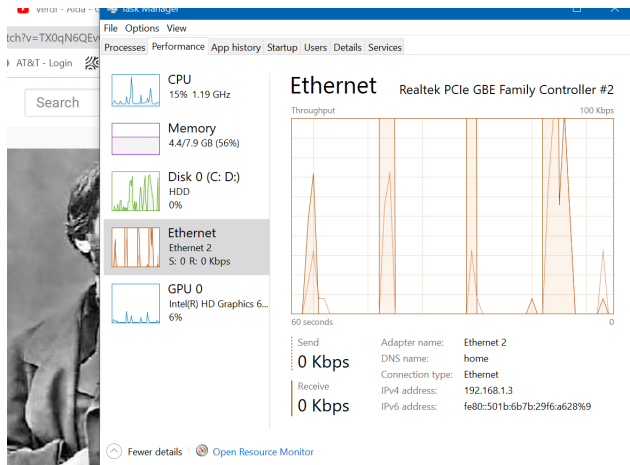 Verdi - Aida - 
Task Manager
tch?v=TX0qN6QEv
AT&T - Login
Search
File Options View
Processes Performance App history Startup Users Details Services
CPU
15% 1.19 GHz
Memory
4.4/7.9 GB (56%)
Disk 0 (C: D:)
HDD
0%
Ethernet
Ethernet 2
S: 0 R: 0 Kbps
GPU 0
Intel(R) HD Graphics 6...
6%
Ethernet Realtek PCIe GBE Family Controller #2
Throughput 100 Kbps
60 seconds 0
Send
0 Kbps
Receive
0 Kbps
Adapter name: Ethernet 2
DNS name: home
Connection type: Ethernet
IPv4 address: 192.168.1.3
IPv6 address: fe80::501b:6b7b:29f6:a628%9
Fewer details Open Resource Monitor